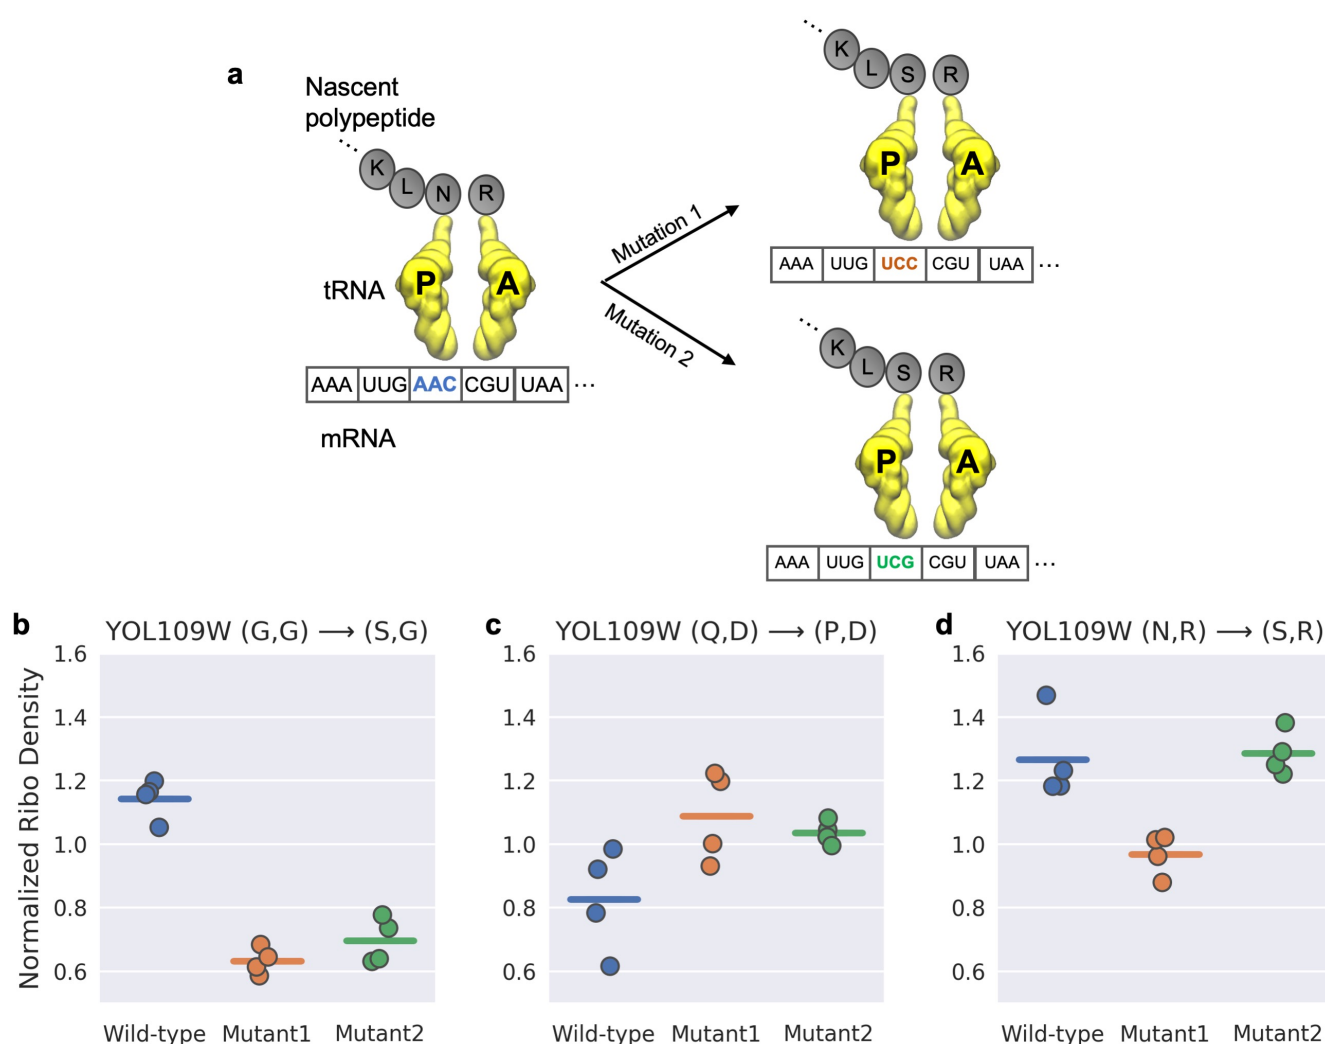 a
Nascent
polypeptide
...
K
L
N
R
P
A
tRNA
AAA UUG AAC CGU UAA ...
mRNA
Mutation 1
Mutation 2
...
K
L
S
R
P
A
AAA UUG UCC CGU UAA ...
...
K
L
S
R
P
A
AAA UUG UCG CGU UAA ...
b
YOL109W (G,G) ⟶ (S,G)
Normalized Ribo Density
1.6
1.4
1.2
1.0
0.8
0.6
Wild-type Mutant1 Mutant2
c
YOL109W (Q,D) ⟶ (P,D)
1.6
1.4
1.2
1.0
0.8
0.6
Wild-type Mutant1 Mutant2
d
YOL109W (N,R) ⟶ (S,R)
1.6
1.4
1.2
1.0
0.8
0.6
Wild-type Mutant1 Mutant2